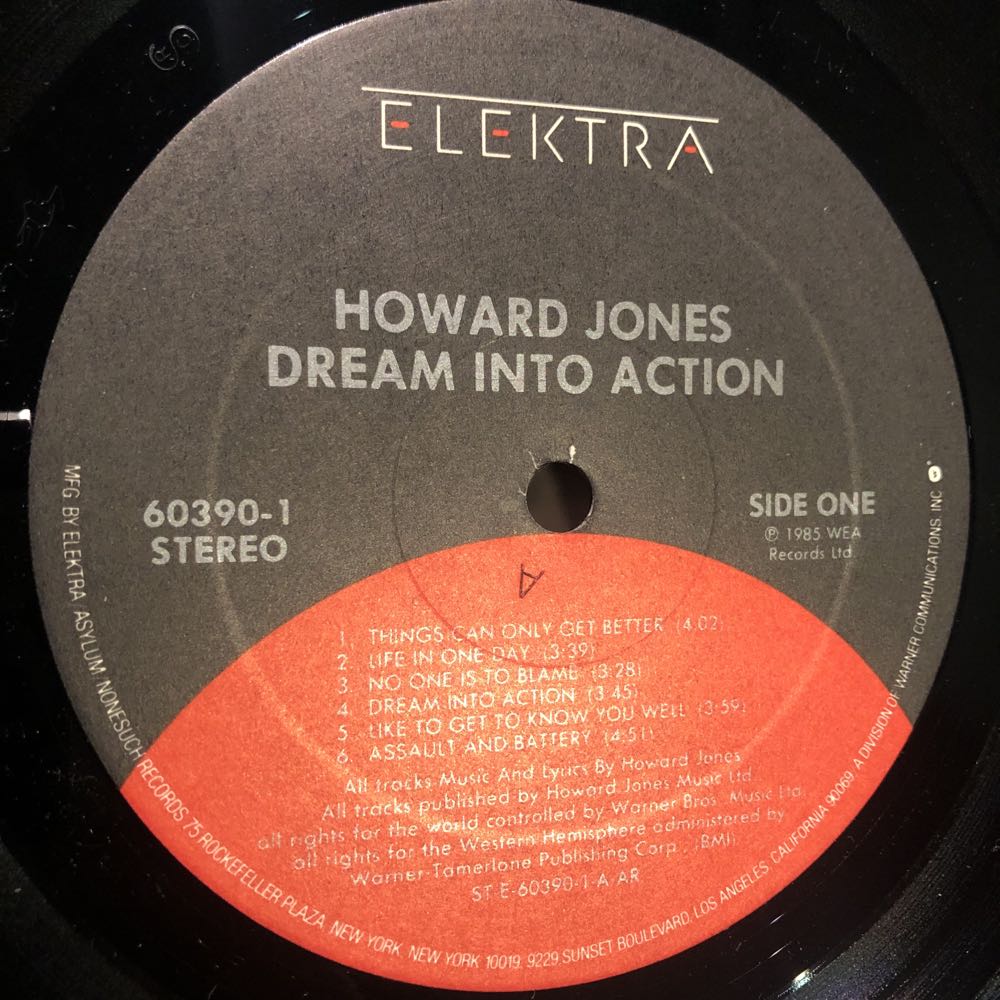 ELEKTRA
HOWARD JONES
DREAM INTO ACTION
60390-1
STEREO
SIDE ONE
℗ 1985 WEA
Records Ltd.
A
1. THINGS CAN ONLY GET BETTER (4:02)
2. LIFE IN ONE DAY (3:39)
3. NO ONE IS TO BLAME (3:28)
4. DREAM INTO ACTION (3:45)
5. LIKE TO GET TO KNOW YOU WELL (3:59)
6. ASSAULT AND BATTERY (4:51)
All tracks Music And Lyrics By Howard Jones
All tracks published by Howard Jones Music Ltd.
all rights for the world controlled by Warner Bros. Music Ltd.
all rights for the Western Hemisphere administered by
Warner-Tamerlone Publishing Corp. (BMI)
ST E-60390-1-A AR
MFG. BY ELEKTRA/ASYLUM/NONESUCH RECORDS, 75 ROCKEFELLER PLAZA, NEW YORK, NEW YORK 10019. 9229 SUNSET BOULEVARD, LOS ANGELES, CALIFORNIA 90069. A DIVISION OF WARNER COMMUNICATIONS INC.